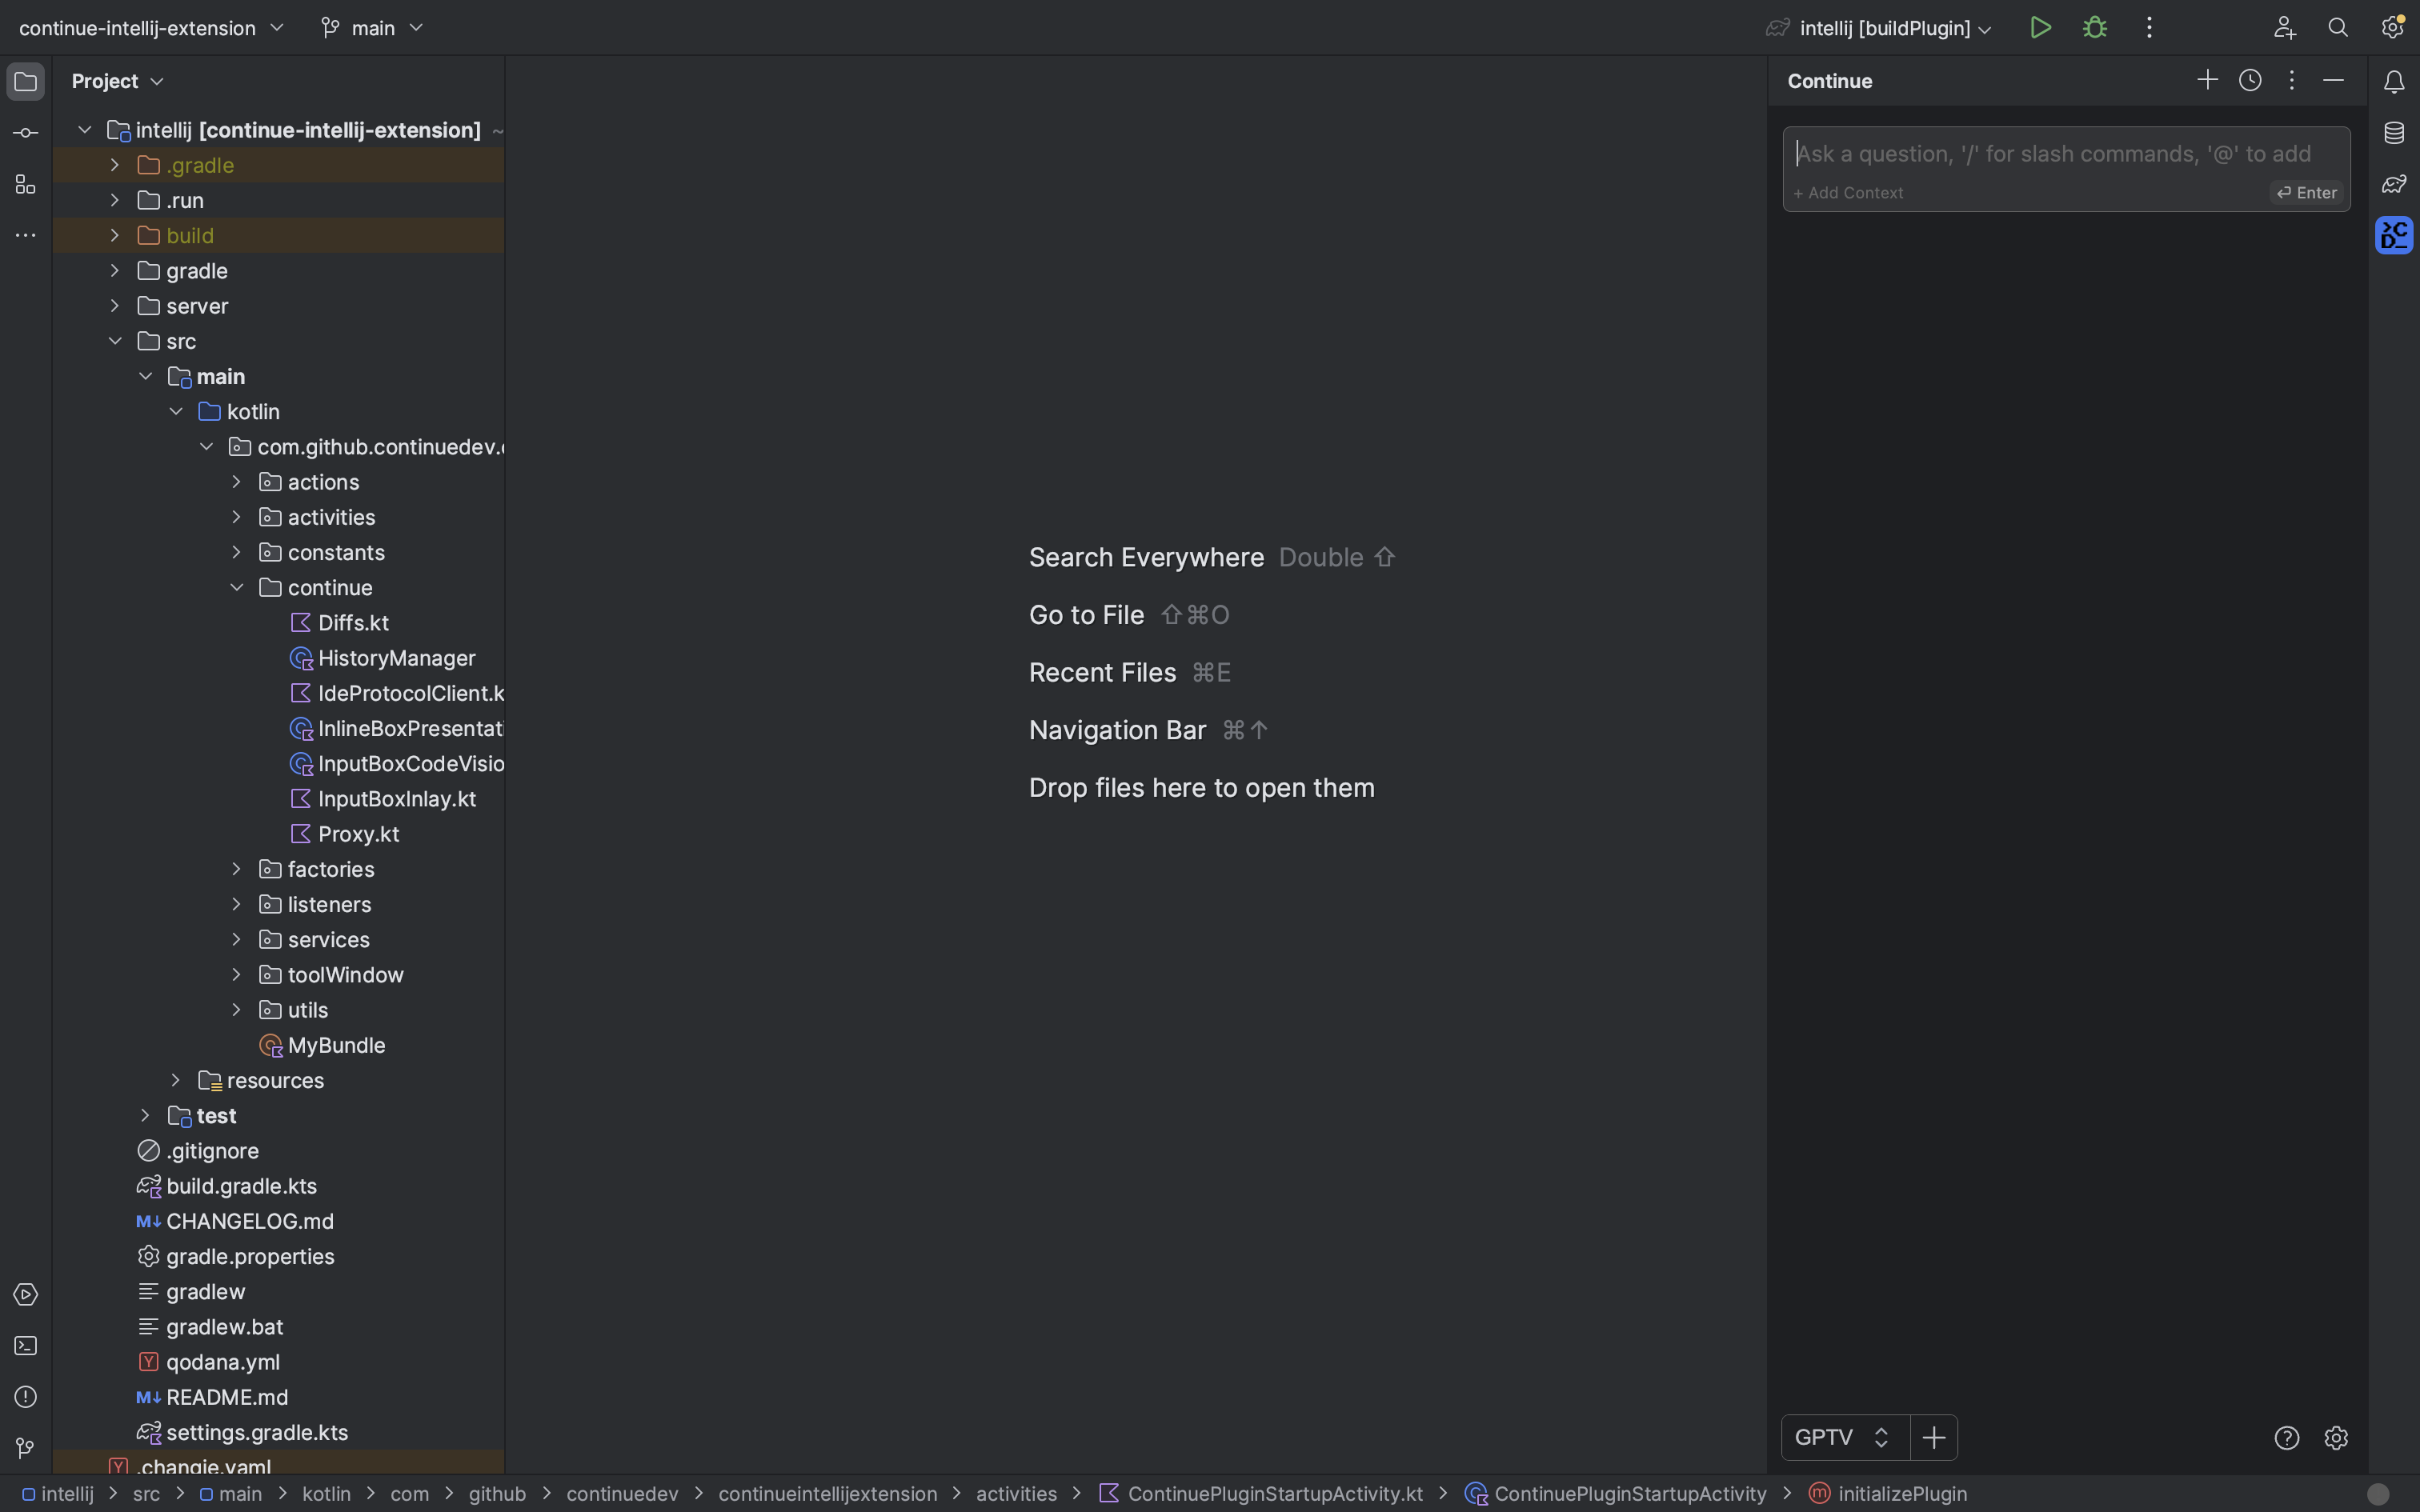 continue-intellij-extension main intellij [buildPlugin]
Project
intellij [continue-intellij-extension] ~
.gradle
.run
build
gradle
server
src
main
kotlin
com.github.continuedev.
actions
activities
constants
continue
Diffs.kt
HistoryManager
IdeProtocolClient.k
InlineBoxPresentati
InputBoxCodeVisio
InputBoxInlay.kt
Proxy.kt
factories
listeners
services
toolWindow
utils
MyBundle
resources
test
.gitignore
build.gradle.kts
M↓ CHANGELOG.md
gradle.properties
gradlew
gradlew.bat
Y qodana.yml
M↓ README.md
settings.gradle.kts
Y .changie.yaml
Search Everywhere Double ⇧
Go to File ⇧⌘O
Recent Files ⌘E
Navigation Bar ⌘↑
Drop files here to open them
Continue
Ask a question, '/' for slash commands, '@' to add
+ Add Context ⏎ Enter
>C
D_
GPTV
intellij > src > main > kotlin > com > github > continuedev > continueintellijextension > activities > ContinuePluginStartupActivity.kt > ContinuePluginStartupActivity > m initializePlugin